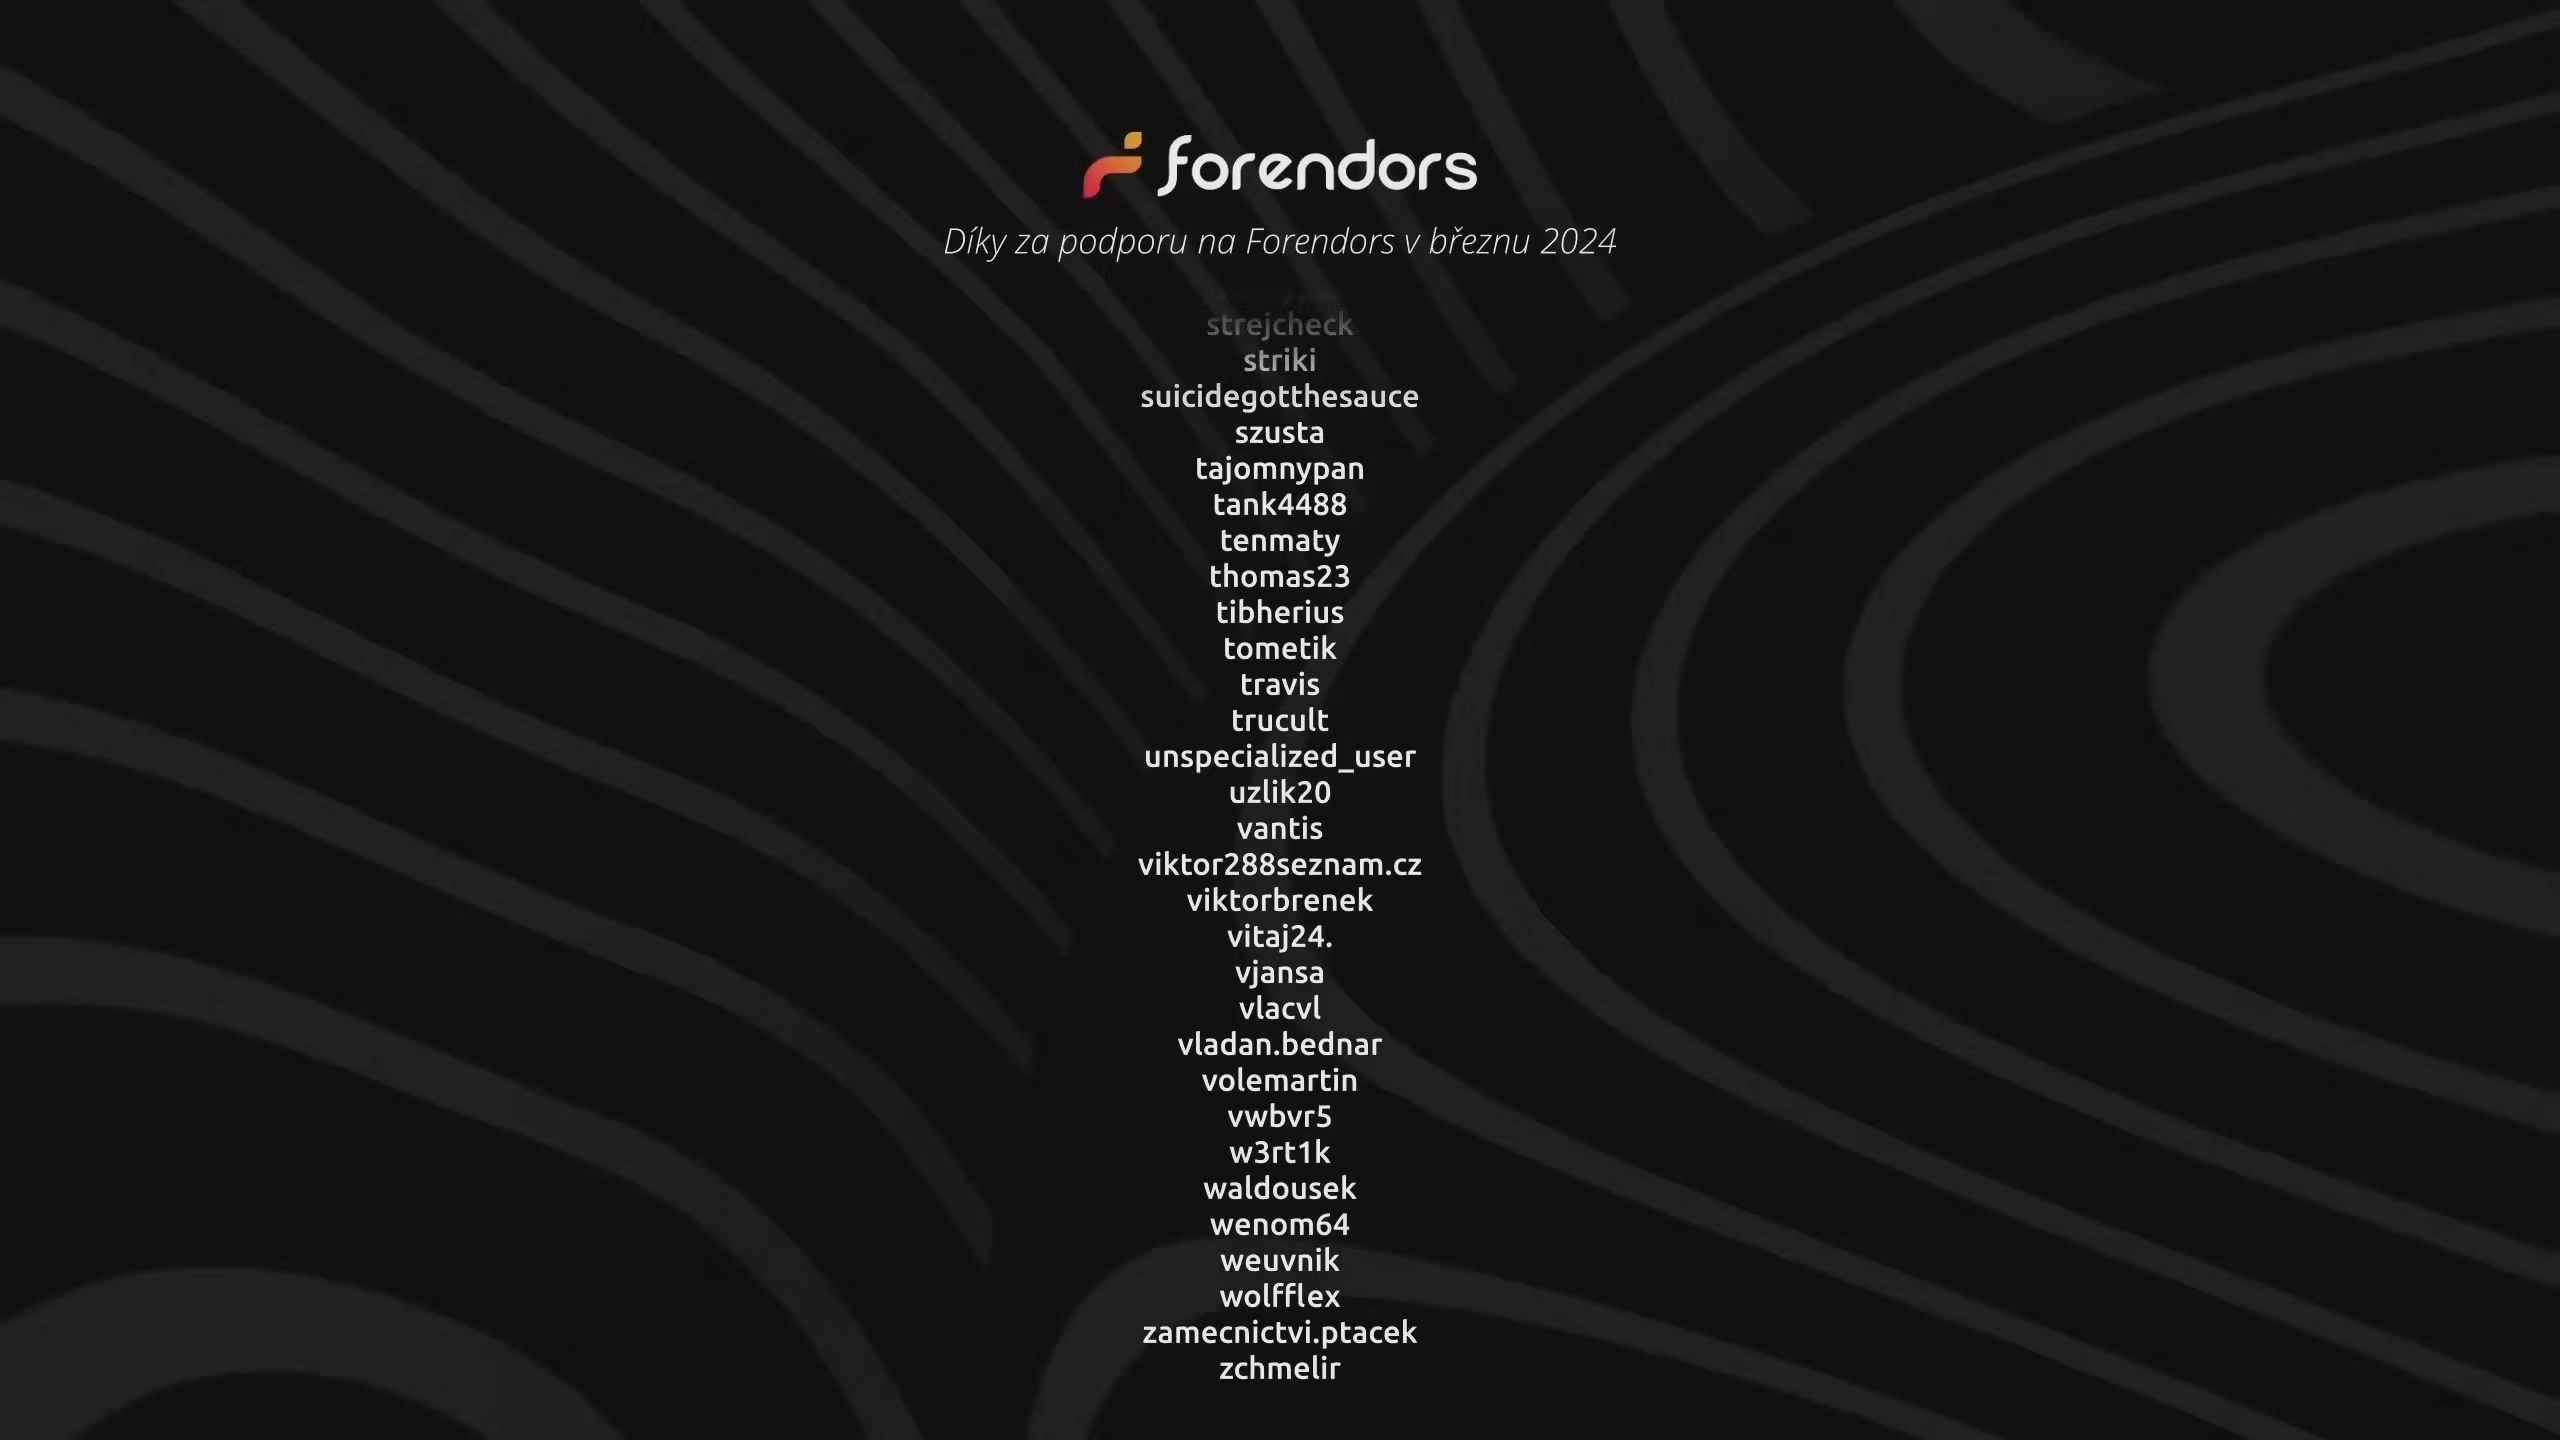 forendors
Díky za podporu na Forendors v březnu 2024
strejcheck
striki
suicidegotthesauce
szusta
tajomnypan
tank4488
tenmaty
thomas23
tibherius
tometik
travis
trucult
unspecialized_user
uzlik20
vantis
viktor288seznam.cz
viktorbrenek
vitaj24.
vjansa
vlacvl
vladan.bednar
volemartin
vwbvr5
w3rt1k
waldousek
wenom64
weuvnik
wolfflex
zamecnictvi.ptacek
zchmelir